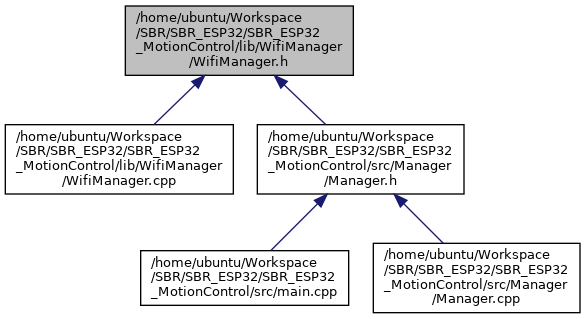 /home/ubuntu/Workspace
/SBR/SBR_ESP32/SBR_ESP32
_MotionControl/lib/WifiManager
/WifiManager.h
/home/ubuntu/Workspace
/SBR/SBR_ESP32/SBR_ESP32
_MotionControl/lib/WifiManager
/WifiManager.cpp
/home/ubuntu/Workspace
/SBR/SBR_ESP32/SBR_ESP32
_MotionControl/src/Manager
/Manager.h
/home/ubuntu/Workspace
/SBR/SBR_ESP32/SBR_ESP32
_MotionControl/src/main.cpp
/home/ubuntu/Workspace
/SBR/SBR_ESP32/SBR_ESP32
_MotionControl/src/Manager
/Manager.cpp